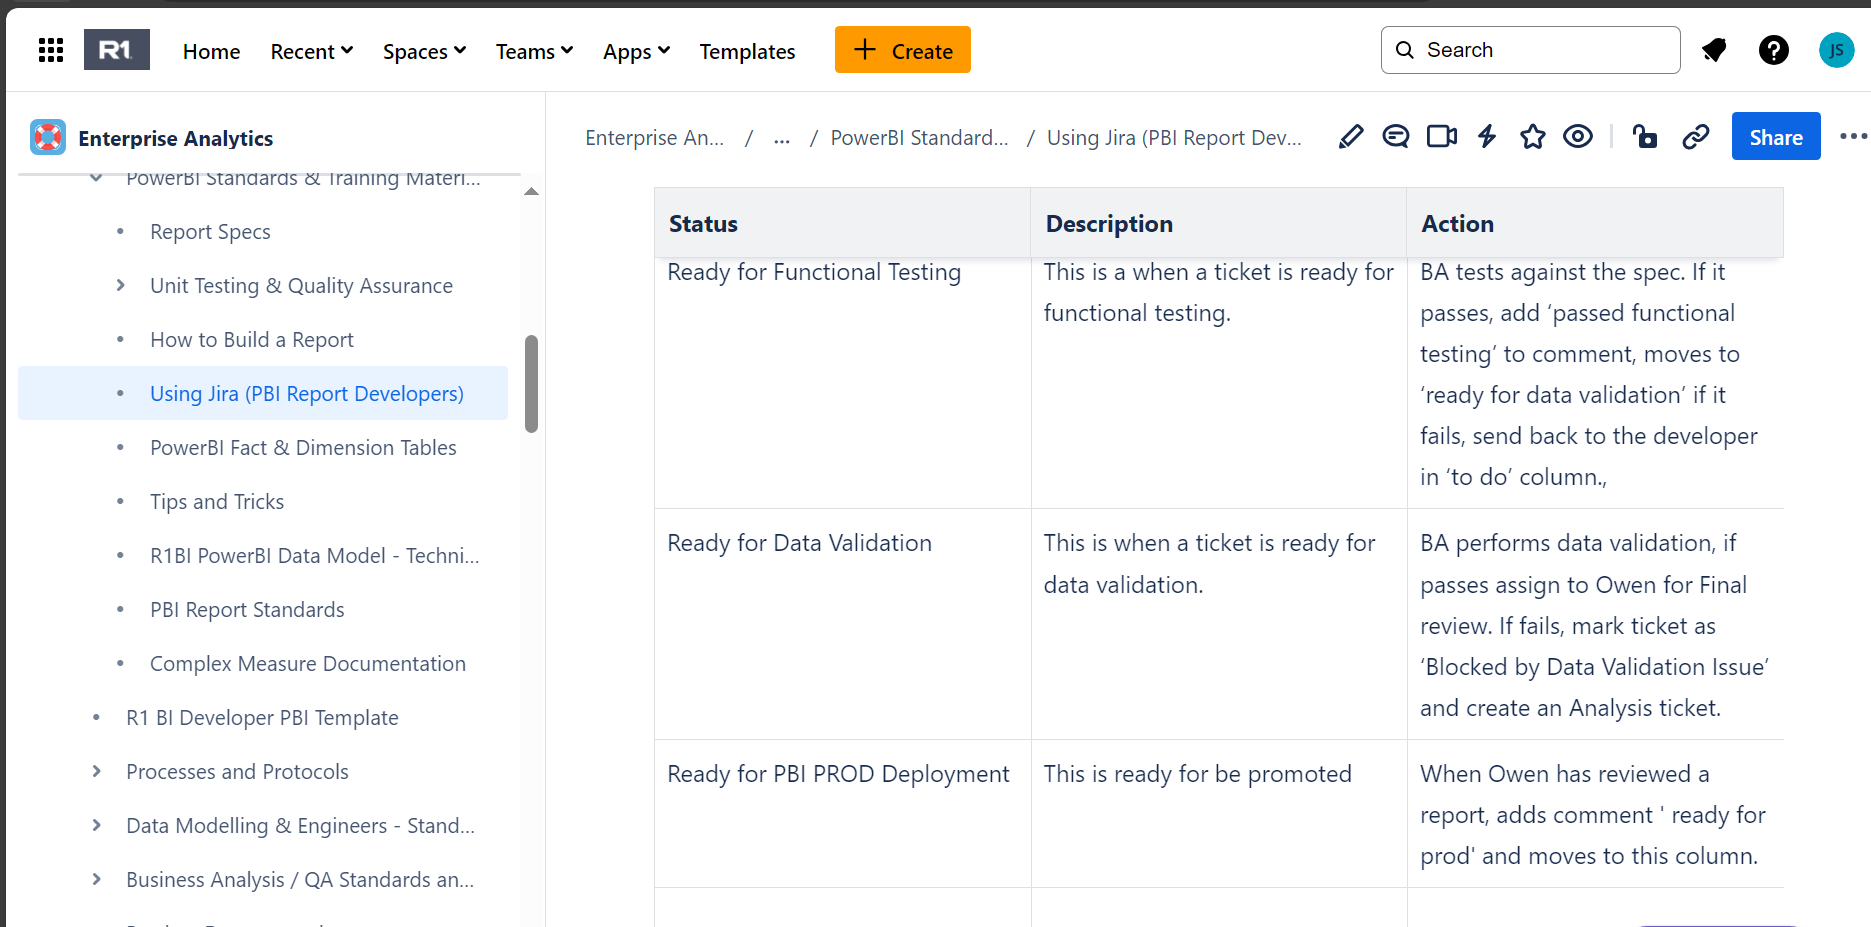 R1 Home Recent Spaces Teams Apps Templates + Create Search JS
Enterprise Analytics
Enterprise An... / ... / PowerBI Standard... / Using Jira (PBI Report Dev... Share
PowerBI Standards & Training Materi...
Report Specs
Unit Testing & Quality Assurance
How to Build a Report
Using Jira (PBI Report Developers)
PowerBI Fact & Dimension Tables
Tips and Tricks
R1BI PowerBI Data Model - Techni...
PBI Report Standards
Complex Measure Documentation
R1 BI Developer PBI Template
Processes and Protocols
Data Modelling & Engineers - Stand...
Business Analysis / QA Standards an...
Status Description Action
Ready for Functional Testing
This is a when a ticket is ready for
functional testing.
BA tests against the spec. If it
passes, add ‘passed functional
testing’ to comment, moves to
‘ready for data validation’ if it
fails, send back to the developer
in ‘to do’ column.,
Ready for Data Validation
This is when a ticket is ready for
data validation.
BA performs data validation, if
passes assign to Owen for Final
review. If fails, mark ticket as
‘Blocked by Data Validation Issue’
and create an Analysis ticket.
Ready for PBI PROD Deployment
This is ready for be promoted
When Owen has reviewed a
report, adds comment ' ready for
prod' and moves to this column.